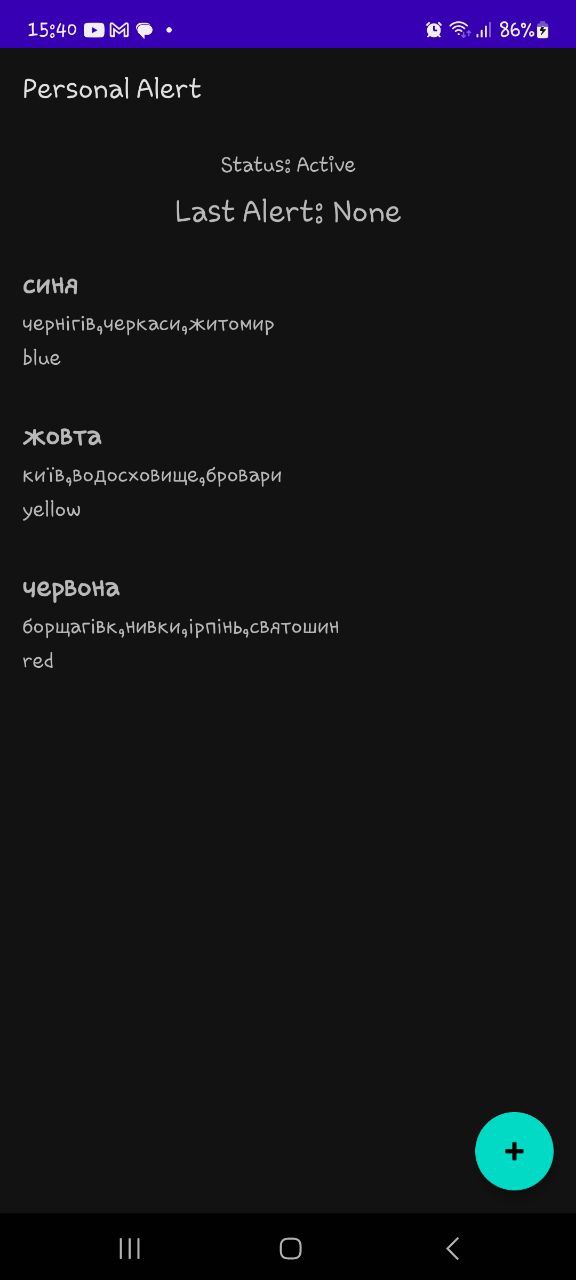 15:40 86%
Personal Alert
Status: Active
Last Alert: None
синя
чернігів,черкаси,житомир
blue
жовта
київ,водосховище,бровари
yellow
червона
борщагівк,нивки,ірпінь,святошин
red
+